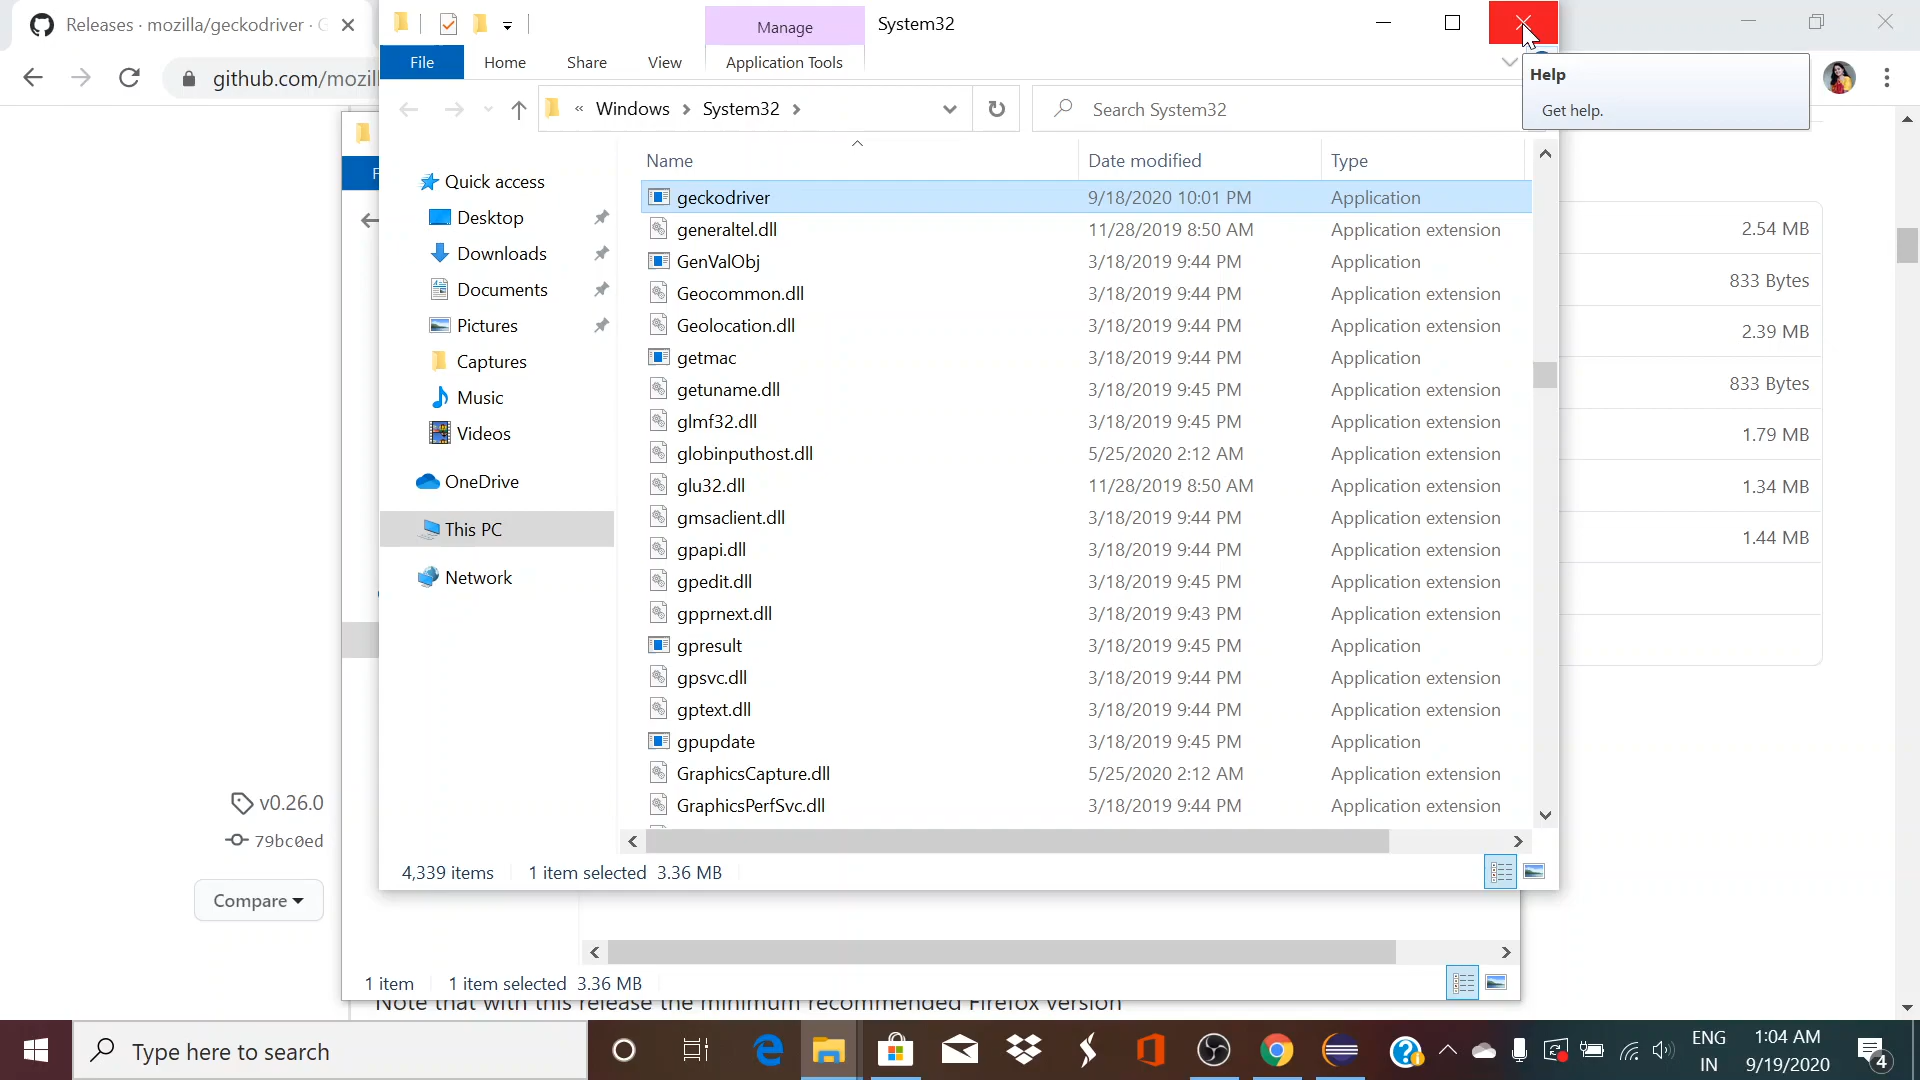 Releases · mozilla/geckodriver ·
System32
Manage
File
Home
Share
View
Application Tools
Help
Get help.
github.com/mozil
« Windows > System32 >
Search System32
Name
Date modified
Type
Quick access
Desktop
Downloads
Documents
Pictures
Captures
Music
Videos
OneDrive
This PC
Network
geckodriver 9/18/2020 10:01 PM Application
generaltel.dll 11/28/2019 8:50 AM Application extension
GenValObj 3/18/2019 9:44 PM Application
Geocommon.dll 3/18/2019 9:44 PM Application extension
Geolocation.dll 3/18/2019 9:44 PM Application extension
getmac 3/18/2019 9:44 PM Application
getuname.dll 3/18/2019 9:45 PM Application extension
glmf32.dll 3/18/2019 9:45 PM Application extension
globinputhost.dll 5/25/2020 2:12 AM Application extension
glu32.dll 11/28/2019 8:50 AM Application extension
gmsaclient.dll 3/18/2019 9:44 PM Application extension
gpapi.dll 3/18/2019 9:44 PM Application extension
gpedit.dll 3/18/2019 9:45 PM Application extension
gpprnext.dll 3/18/2019 9:43 PM Application extension
gpresult 3/18/2019 9:45 PM Application
gpsvc.dll 3/18/2019 9:44 PM Application extension
gptext.dll 3/18/2019 9:44 PM Application extension
gpupdate 3/18/2019 9:45 PM Application
GraphicsCapture.dll 5/25/2020 2:12 AM Application extension
GraphicsPerfSvc.dll 3/18/2019 9:44 PM Application extension
2.54 MB
833 Bytes
2.39 MB
833 Bytes
1.79 MB
1.34 MB
1.44 MB
v0.26.0
79bc0ed
Compare
4,339 items 1 item selected 3.36 MB
1 item 1 item selected 3.36 MB
Note that with this release the minimum recommended Firefox version
Type here to search
ENG
IN
1:04 AM
9/19/2020
4